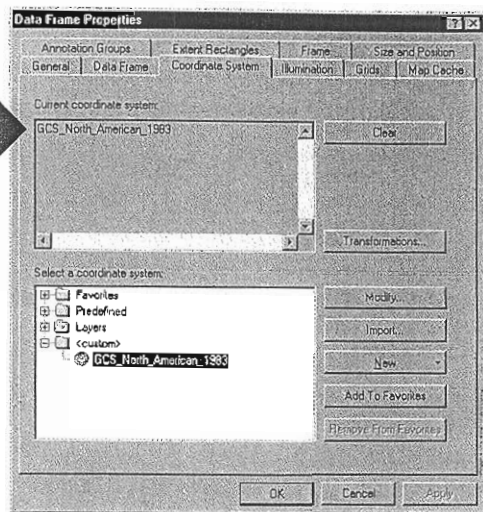 Data Frame Properties
Annotation Groups Extent Rectangles Frame Size and Position
General Data Frame Coordinate System Illumination Grids Map Cache
Current coordinate system:
GCS_North_American_1983
Clear
Transformations...
Select a coordinate system:
Favorites
Predefined
Layers
<custom>
GCS_North_American_1983
Modify...
Import...
New
Add To Favorites
Remove From Favorites
OK Cancel Apply